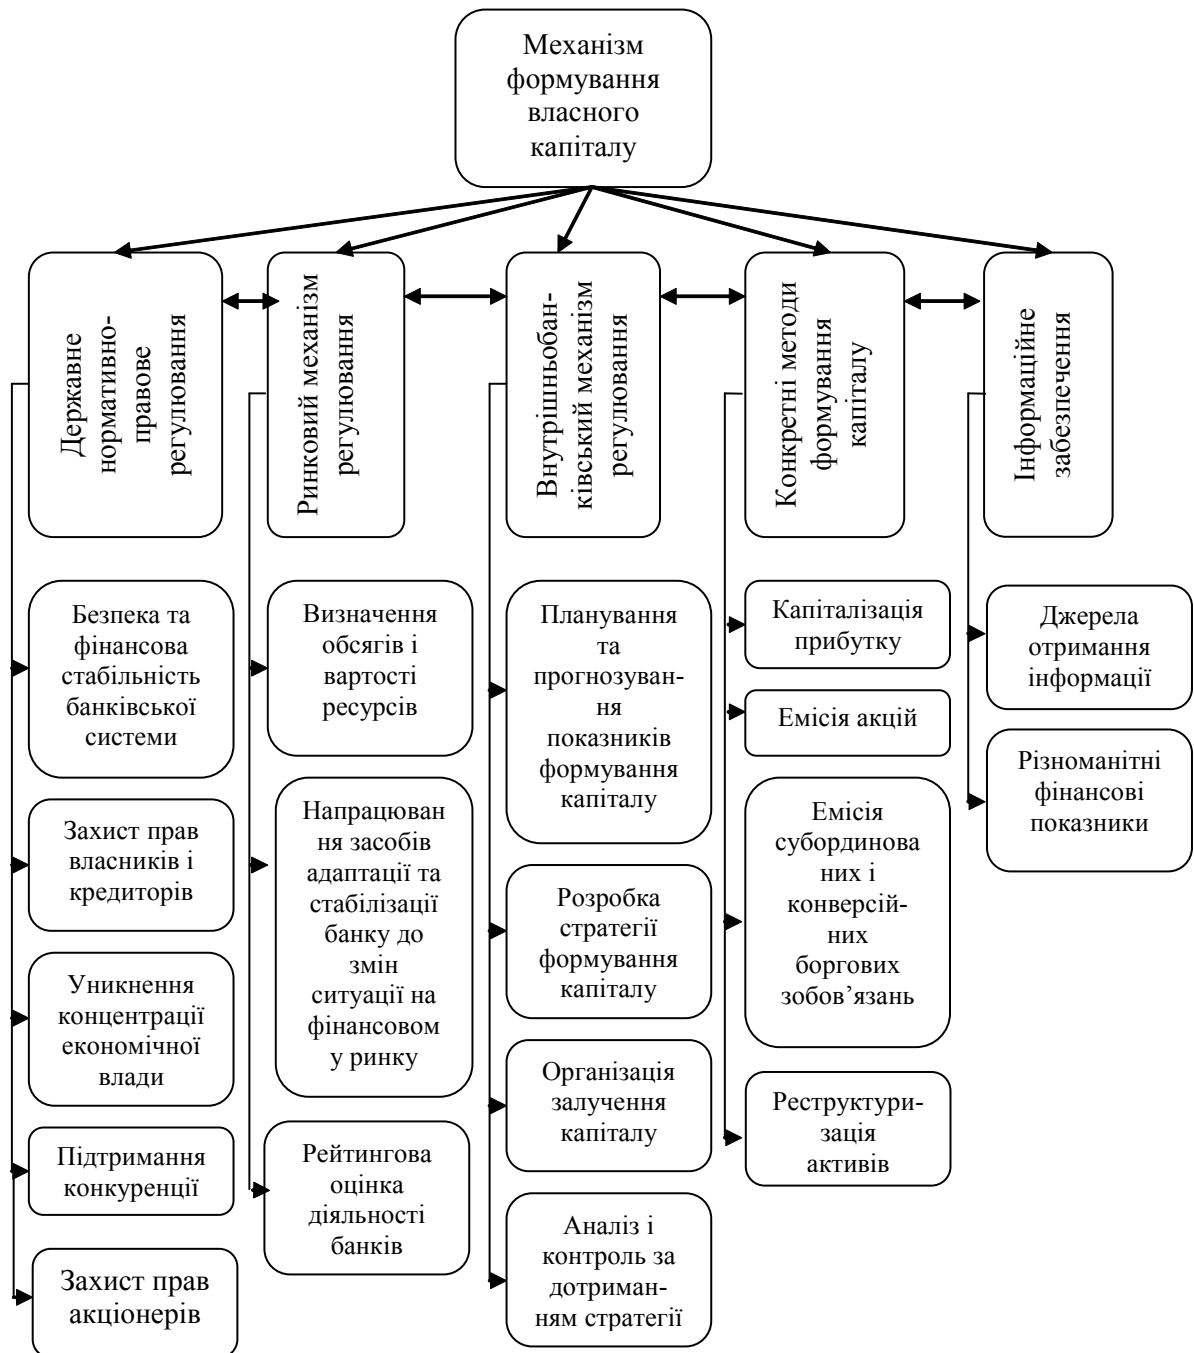 Механізм
формування
власного
капіталу
Державне
нормативно-
правове
регулювання
Ринковий механізм
регулювання
Внутрішньобан-
ківський механізм
регулювання
Конкретні методи
формування
капіталу
Інформаційне
забезпечення
Безпека та
фінансова
стабільність
банківської
системи
Захист прав
власників і
кредиторів
Уникнення
концентрації
економічної
влади
Підтримання
конкуренції
Захист прав
акціонерів
Визначення
обсягів і
вартості
ресурсів
Напрацюван
ня засобів
адаптації та
стабілізації
банку до
змін
ситуації на
фінансовом
у ринку
Рейтингова
оцінка
діяльності
банків
Планування
та
прогнозуван-
ня
показників
формування
капіталу
Розробка
стратегії
формування
капіталу
Організація
залучення
капіталу
Аналіз і
контроль за
дотриман-
ням стратегії
Капіталізація
прибутку
Емісія акцій
Емісія
субординова
них і
конверсій-
них
боргових
зобов’язань
Реструктури-
зація
активів
Джерела
отримання
інформації
Різноманітні
фінансові
показники